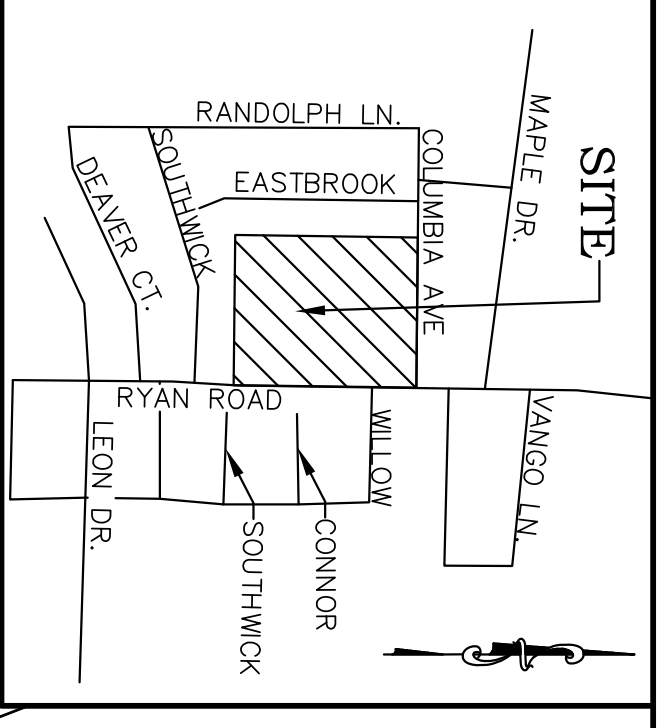 MAPLE DR.
SITE
RANDOLPH LN.
COLUMBIA AVE
SOUTHWICK
EASTBROOK
DEAVER CT.
RYAN ROAD
WILLOW
VANGO LN.
LEON DR.
CONNOR
SOUTHWICK